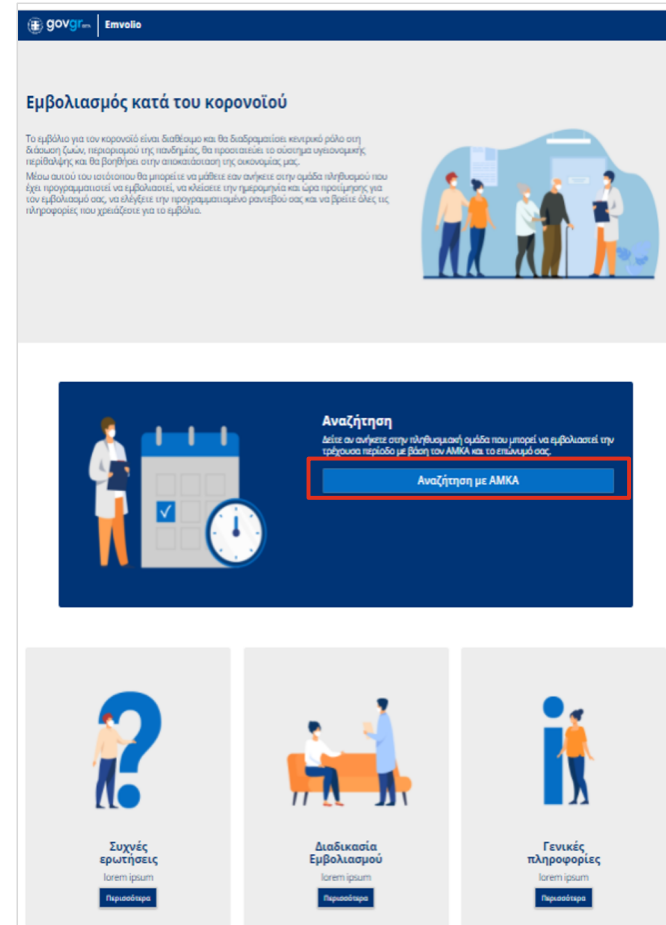 govgr BETA Emvolio
Εμβολιασμός κατά του κορονοϊού
Το εμβόλιο για τον κορονοϊό είναι διαθέσιμο και θα διαδραματίσει κεντρικό ρόλο στη
διάσωση ζωών, περιορισμού της πανδημίας, θα προστατεύει το σύστημα υγειονομικής
περίθαλψης και θα βοηθήσει στην αποκατάσταση της οικονομίας μας.
Μέσω αυτού του ιστότοπου θα μπορείτε να μάθετε εαν ανήκετε στην ομάδα πληθυσμού που
έχει προγραμματιστεί να εμβολιαστεί, να κλείσετε την ημερομηνία και ώρα προτίμησης για
τον εμβολιασμό σας, να ελέγξετε την προγραμματισμένο ραντεβού σας και να βρείτε όλες τις
πληροφορίες που χρειάζεστε για το εμβόλιο.
Αναζήτηση
Δείτε αν ανήκετε στην πληθυσμιακή ομάδα που μπορεί να εμβολιαστεί την
τρέχουσα περίοδο με βάση τον ΑΜΚΑ και το επώνυμό σας.
Αναζήτηση με ΑΜΚΑ
Συχνές
ερωτήσεις
lorem ipsum
Περισσότερα
Διαδικασία
Εμβολιασμού
lorem ipsum
Περισσότερα
Γενικές
πληροφορίες
lorem ipsum
Περισσότερα